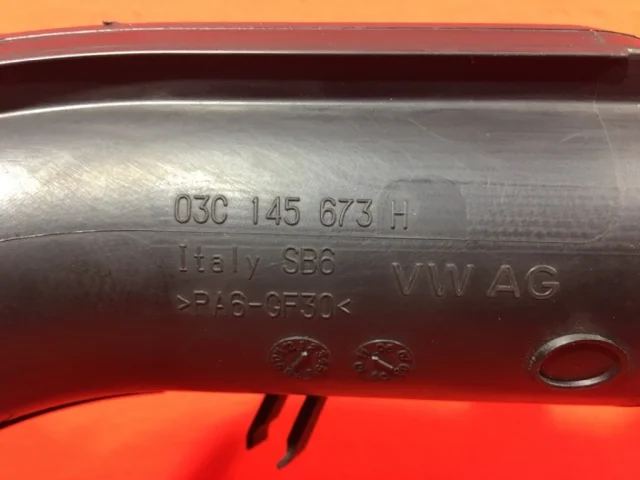 03C 145 673 H
Italy SB6
VW AG
>PA6-GF30<